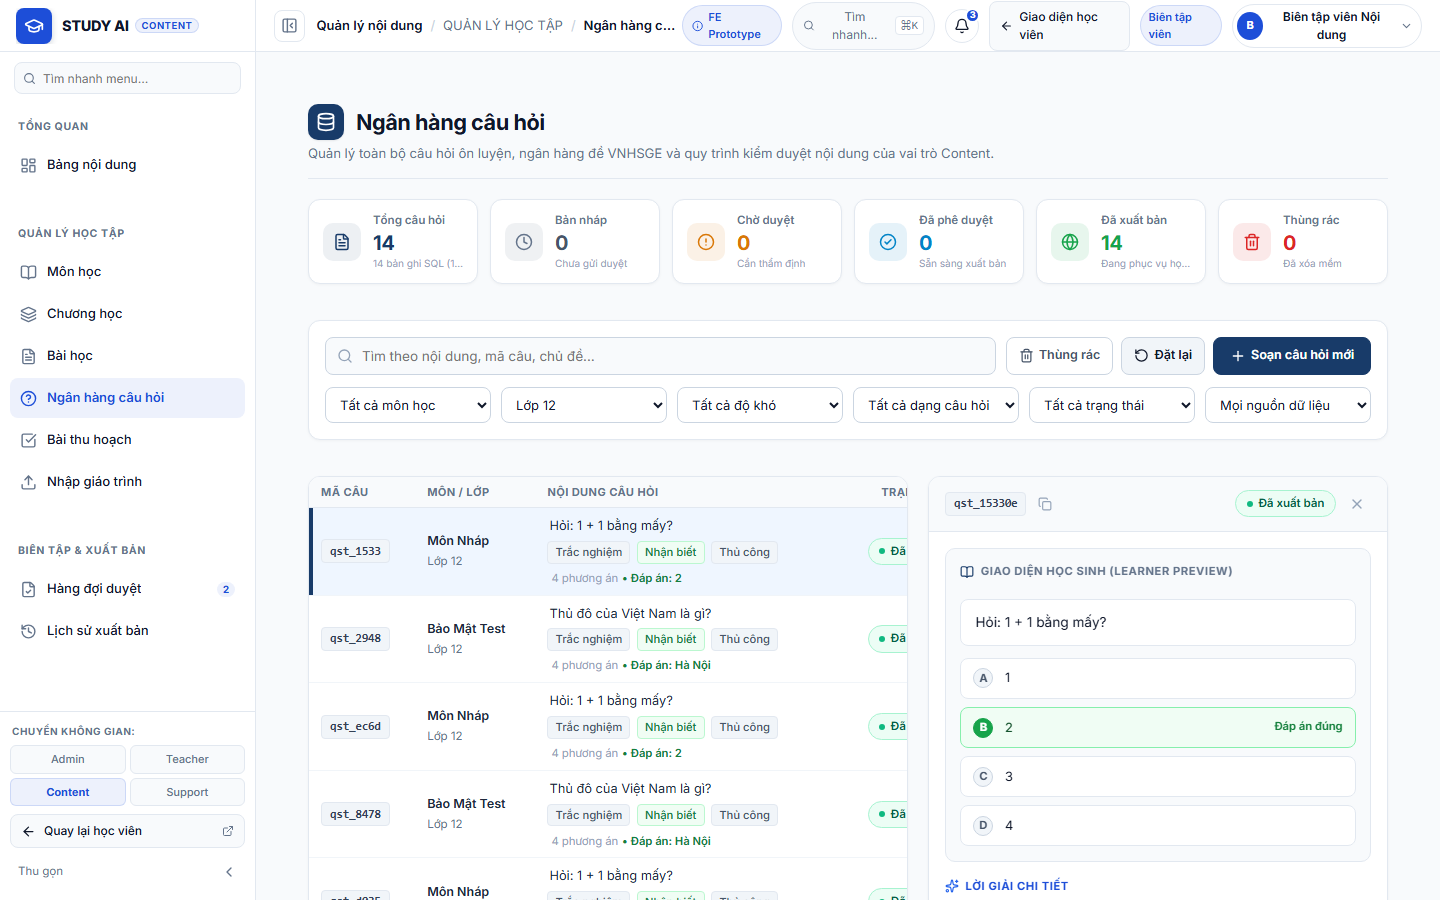 STUDY AI CONTENT
Tìm nhanh menu...
TỔNG QUAN
Bảng nội dung
QUẢN LÝ HỌC TẬP
Môn học
Chương học
Bài học
Ngân hàng câu hỏi
Bài thu hoạch
Nhập giáo trình
BIÊN TẬP & XUẤT BẢN
Hàng đợi duyệt 2
Lịch sử xuất bản
CHUYỂN KHÔNG GIAN:
Admin Teacher
Content Support
Quay lại học viên
Thu gọn
Quản lý nội dung / QUẢN LÝ HỌC TẬP / Ngân hàng c...
FE
Prototype
Tìm
nhanh...
⌘K
3
Giao diện học
viên
Biên tập
viên
B
Biên tập viên Nội
dung
Ngân hàng câu hỏi
Quản lý toàn bộ câu hỏi ôn luyện, ngân hàng đề VNHSGE và quy trình kiểm duyệt nội dung của vai trò Content.
Tổng câu hỏi
14
14 bản ghi SQL (1...
Bản nháp
0
Chưa gửi duyệt
Chờ duyệt
0
Cần thẩm định
Đã phê duyệt
0
Sẵn sàng xuất bản
Đã xuất bản
14
Đang phục vụ họ...
Thùng rác
0
Đã xóa mềm
Tìm theo nội dung, mã câu, chủ đề...
Thùng rác
Đặt lại
Soạn câu hỏi mới
Tất cả môn học
Lớp 12
Tất cả độ khó
Tất cả dạng câu hỏi
Tất cả trạng thái
Mọi nguồn dữ liệu
MÃ CÂU MÔN / LỚP NỘI DUNG CÂU HỎI TRẠ
qst_1533
Môn Nháp
Lớp 12
Hỏi: 1 + 1 bằng mấy?
Trắc nghiệm Nhận biết Thủ công
4 phương án • Đáp án: 2
Đã
qst_2948
Bảo Mật Test
Lớp 12
Thủ đô của Việt Nam là gì?
Trắc nghiệm Nhận biết Thủ công
4 phương án • Đáp án: Hà Nội
Đã
qst_ec6d
Môn Nháp
Lớp 12
Hỏi: 1 + 1 bằng mấy?
Trắc nghiệm Nhận biết Thủ công
4 phương án • Đáp án: 2
Đã
qst_8478
Bảo Mật Test
Lớp 12
Thủ đô của Việt Nam là gì?
Trắc nghiệm Nhận biết Thủ công
4 phương án • Đáp án: Hà Nội
Đã
Môn Nháp
Hỏi: 1 + 1 bằng mấy?
qst_15330e
Đã xuất bản
GIAO DIỆN HỌC SINH (LEARNER PREVIEW)
Hỏi: 1 + 1 bằng mấy?
A 1
B 2 Đáp án đúng
C 3
D 4
LỜI GIẢI CHI TIẾT